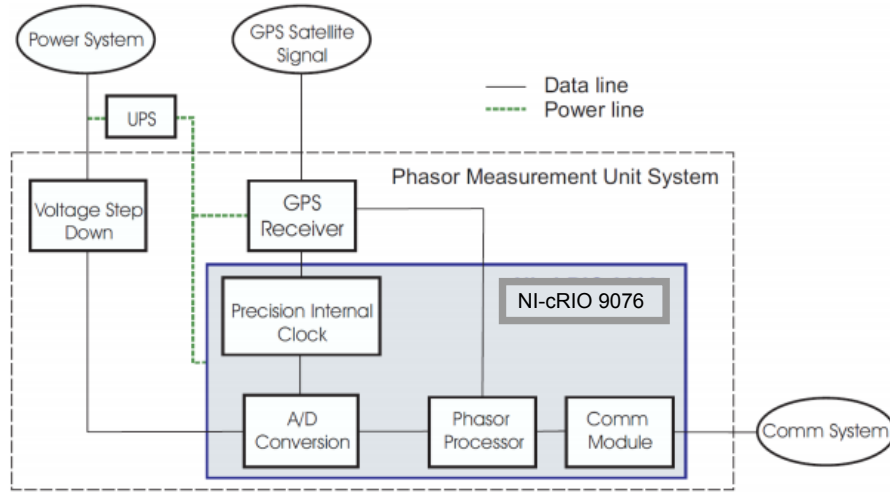 Power System
GPS Satellite
Signal
Data line
Power line
UPS
Phasor Measurement Unit System
Voltage Step
Down
GPS
Receiver
NI-cRIO 9076
Precision Internal
Clock
A/D
Conversion
Phasor
Processor
Comm
Module
Comm System